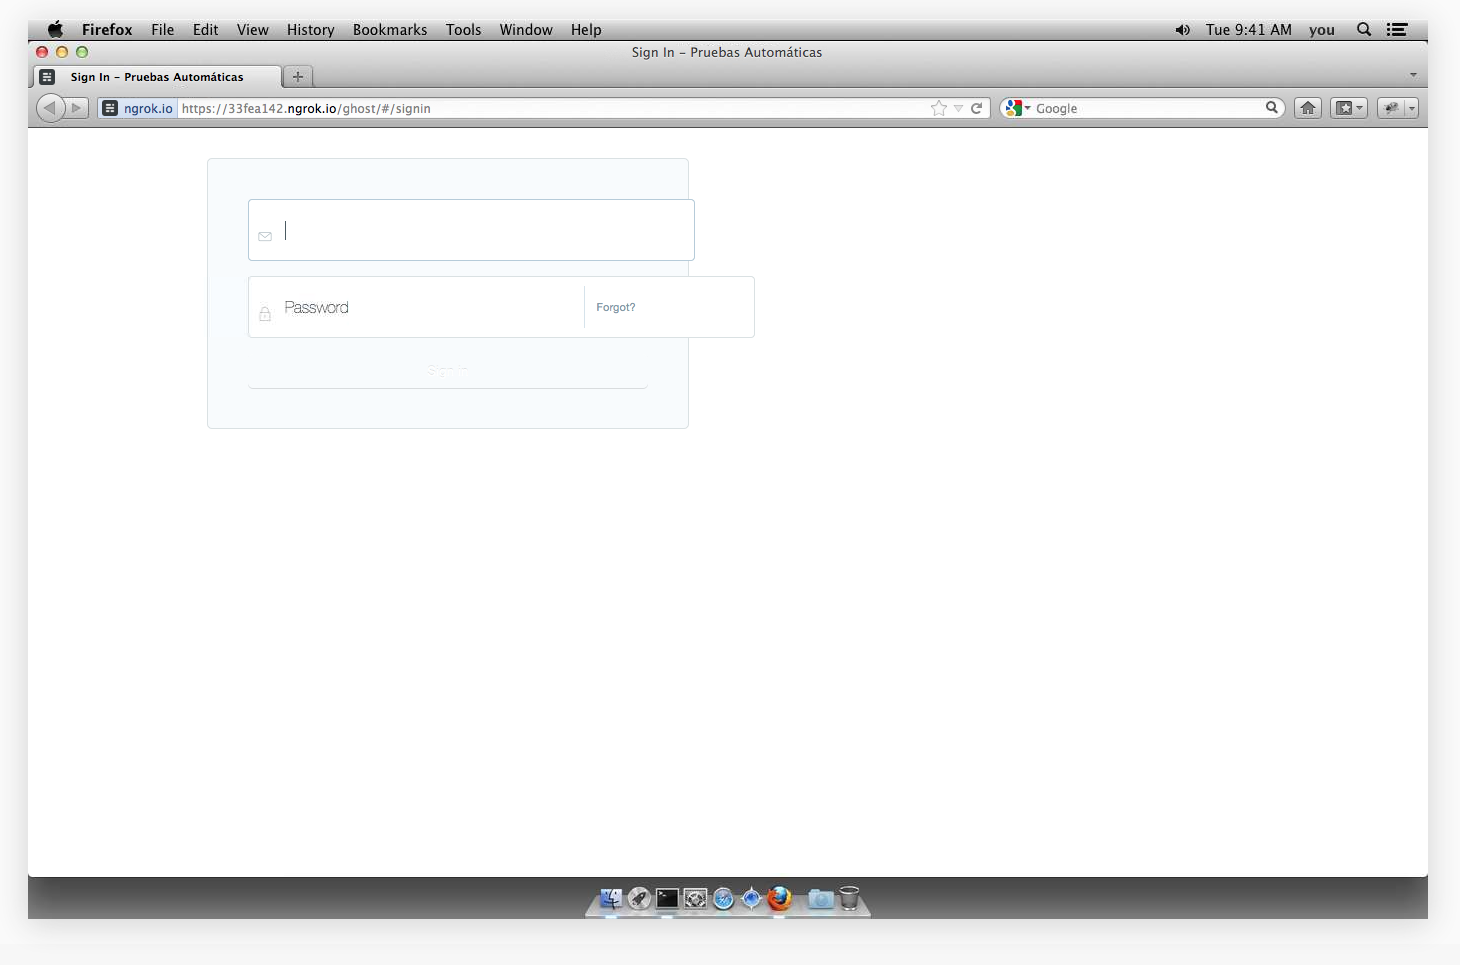 Firefox File Edit View History Bookmarks Tools Window Help Tue 9:41 AM you
Sign In – Pruebas Automáticas
Sign In – Pruebas Automáticas
ngrok.io https://33fea142.ngrok.io/ghost/#/signin Google
Password Forgot?